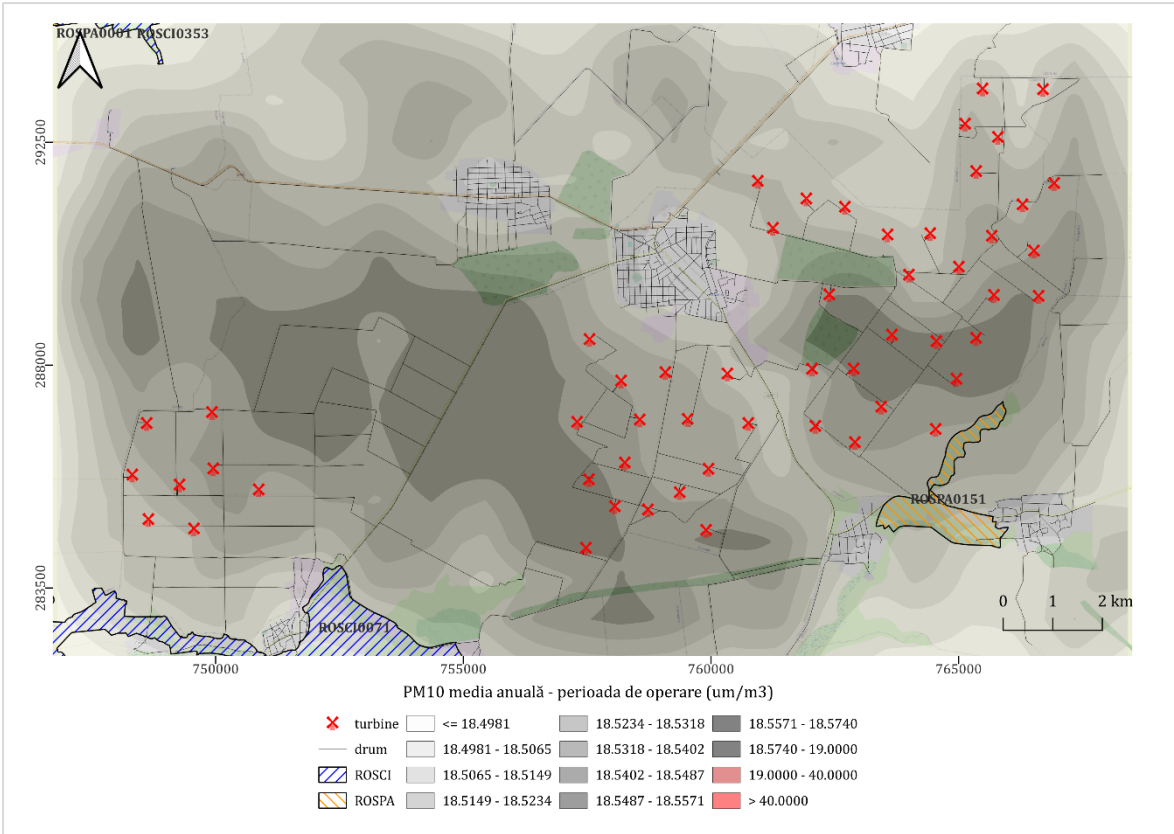 ROSPA0001 ROSCI0353
292500
288000
283500
ROSPA0151
ROSCI0071
0 1 2 km
750000 755000 760000 765000
PM10 media anuală - perioada de operare (um/m3)
turbine <= 18.4981 18.5234 - 18.5318 18.5571 - 18.5740
drum 18.4981 - 18.5065 18.5318 - 18.5402 18.5740 - 19.0000
ROSCI 18.5065 - 18.5149 18.5402 - 18.5487 19.0000 - 40.0000
ROSPA 18.5149 - 18.5234 18.5487 - 18.5571 > 40.0000